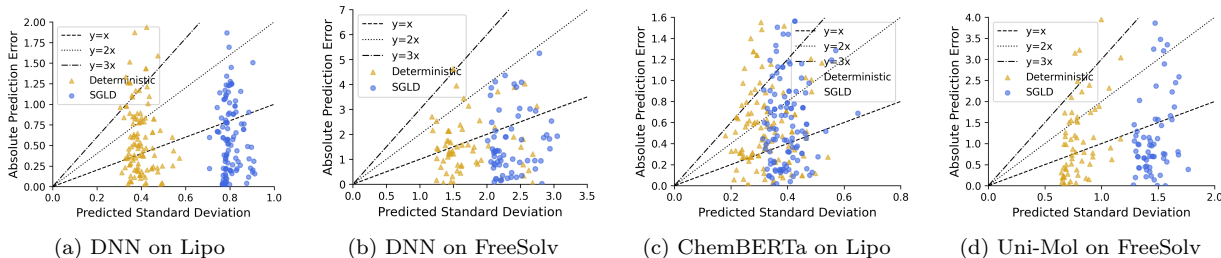 Absolute Prediction Error
2.00
1.75
1.50
1.25
1.00
0.75
0.50
0.25
0.00
0.0 0.2 0.4 0.6 0.8 1.0
Predicted Standard Deviation
y=x
y=2x
y=3x
Deterministic
SGLD
(a) DNN on Lipo
Absolute Prediction Error
7
6
5
4
3
2
1
0
0.0 0.5 1.0 1.5 2.0 2.5 3.0 3.5
Predicted Standard Deviation
y=x
y=2x
y=3x
Deterministic
SGLD
(b) DNN on FreeSolv
Absolute Prediction Error
1.6
1.4
1.2
1.0
0.8
0.6
0.4
0.2
0.0
0.0 0.2 0.4 0.6 0.8
Predicted Standard Deviation
y=x
y=2x
y=3x
Deterministic
SGLD
(c) ChemBERTa on Lipo
Absolute Prediction Error
4.0
3.5
3.0
2.5
2.0
1.5
1.0
0.5
0.0
0.0 0.5 1.0 1.5 2.0
Predicted Standard Deviation
y=x
y=2x
y=3x
Deterministic
SGLD
(d) Uni-Mol on FreeSolv